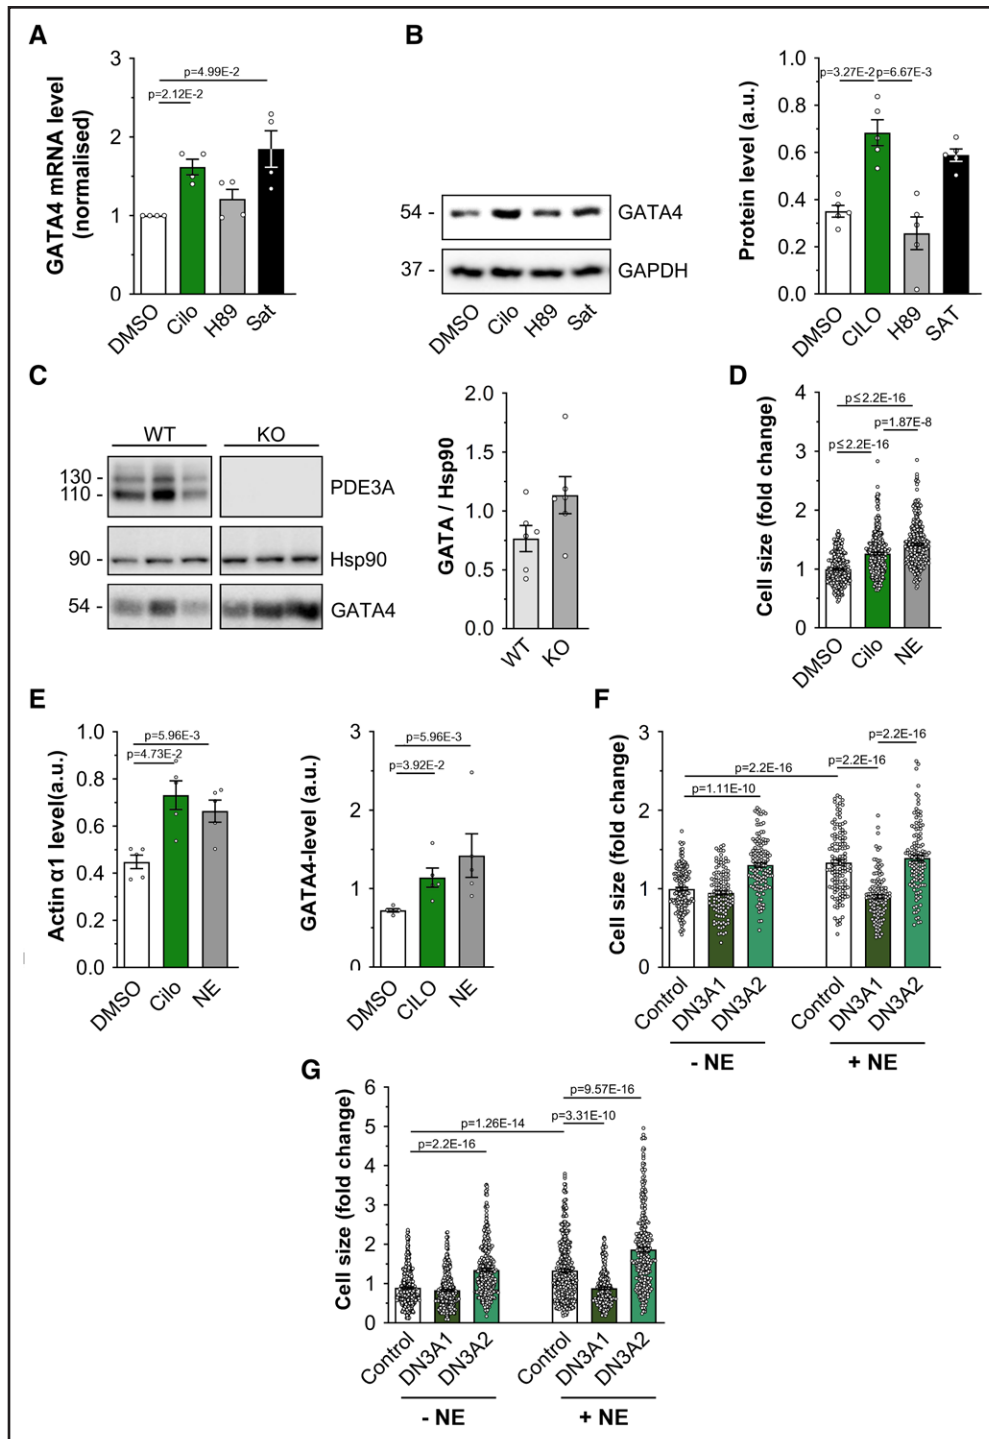 A
GATA4 mRNA level
(normalised)
3
2
1
0
p=4.99E-2
p=2.12E-2
DMSO
Cilo
H89
Sat
B
54 -
GATA4
37 -
GAPDH
DMSO
Cilo
H89
Sat
Protein level (a.u.)
1.0
0.8
0.6
0.4
0.2
0.0
p=3.27E-2
p=6.67E-3
DMSO
CILO
H89
SAT
C
WT
KO
130 -
110 -
PDE3A
90 -
Hsp90
54 -
GATA4
GATA / Hsp90
2.0
1.5
1.0
0.5
0.0
WT
KO
D
Cell size (fold change)
4
3
2
1
0
p≤2.2E-16
p=1.87E-8
p≤2.2E-16
DMSO
Cilo
NE
E
Actin α1 level(a.u.)
1.0
0.8
0.6
0.4
0.2
0.0
p=5.96E-3
p=4.73E-2
DMSO
Cilo
NE
GATA4-level (a.u.)
3
2
1
0
p=5.96E-3
p=3.92E-2
DMSO
CILO
NE
F
Cell size (fold change)
3
2
1
0
p=2.2E-16
p=2.2E-16
p=2.2E-16
p=1.11E-10
Control
DN3A1
DN3A2
Control
DN3A1
DN3A2
- NE
+ NE
G
Cell size (fold change)
6
5
4
3
2
1
0
p=9.57E-16
p=1.26E-14
p=3.31E-10
p=2.2E-16
Control
DN3A1
DN3A2
Control
DN3A1
DN3A2
- NE
+ NE